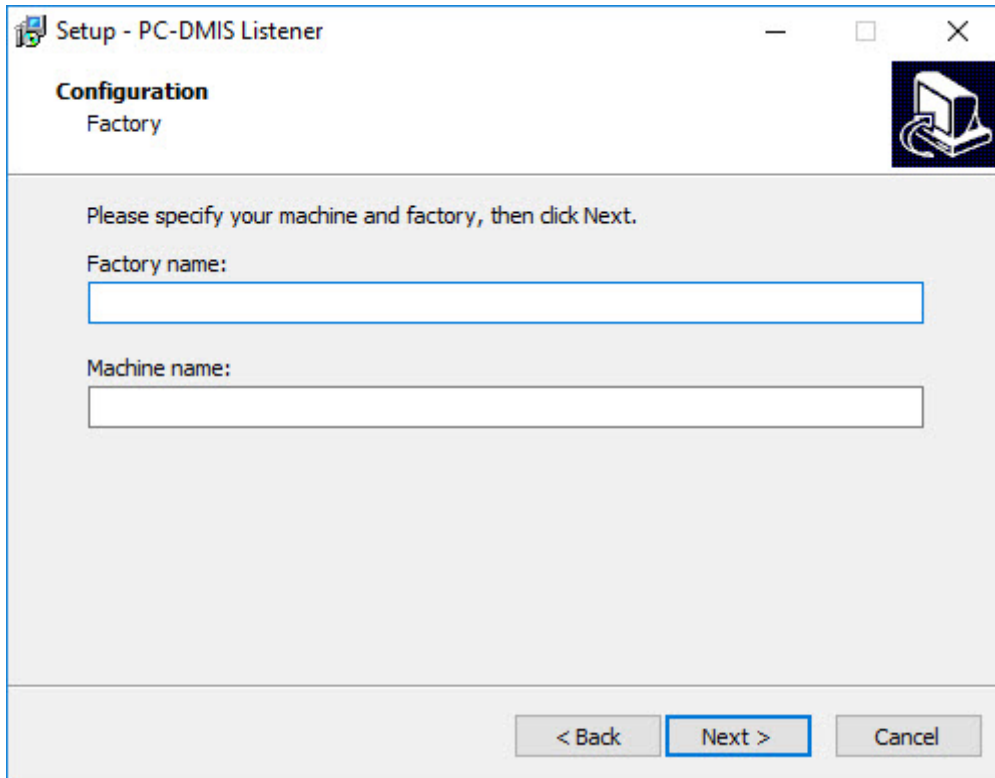 Setup - PC-DMIS Listener
Configuration
Factory
Please specify your machine and factory, then click Next.
Factory name:
Machine name:
< Back Next > Cancel